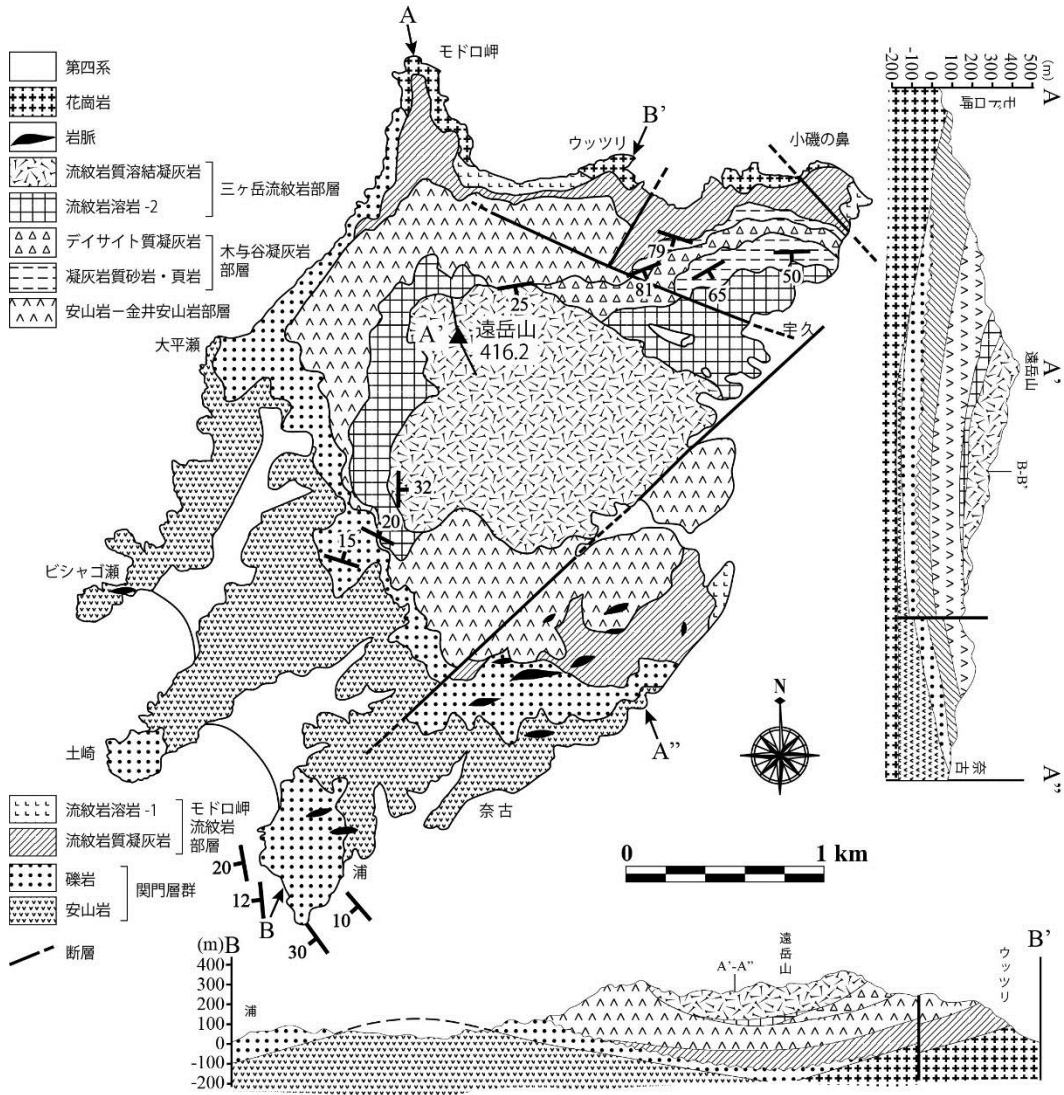 A
モドロ岬
ウッツリ
B’
小磯の鼻
第四系
花崗岩
岩脈
流紋岩質溶結凝灰岩
三ヶ岳流紋岩部層
流紋岩溶岩 -2
デイサイト質凝灰岩
木与谷凝灰岩
部層
凝灰岩質砂岩・頁岩
安山岩ー金井安山岩部層
79
81
65
50
25
A’
遠岳山
416.2
宇久
大平瀬
32
20
15
ビシャゴ瀬
土崎
奈古
浦
A’’
N
0
1 km
流紋岩溶岩 -1
モドロ岬
流紋岩
部層
流紋岩質凝灰岩
礫岩
関門層群
安山岩
断層
20
12
B
30
10
-200
-100
0
100
200
300
400
500
(m)
A
モドロ岬
A’
遠岳山
B-B’
奈古
A’’
(m)
B
400
300
200
100
0
-100
-200
浦
A’-A’’
遠岳山
ウッツリ
B’